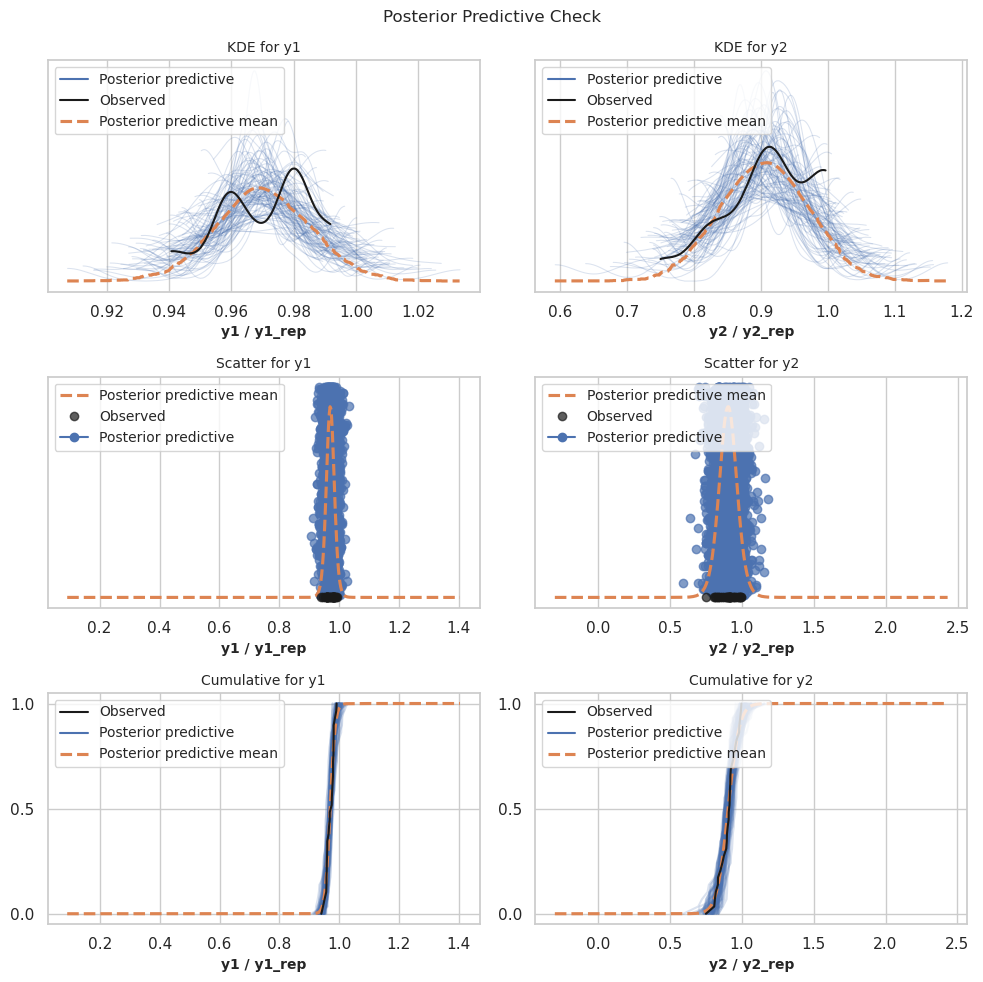 Posterior Predictive Check
KDE for y1
Posterior predictive
Observed
Posterior predictive mean
0.92 0.94 0.96 0.98 1.00 1.02
y1 / y1_rep
KDE for y2
Posterior predictive
Observed
Posterior predictive mean
0.6 0.7 0.8 0.9 1.0 1.1 1.2
y2 / y2_rep
Scatter for y1
Posterior predictive mean
Observed
Posterior predictive
0.2 0.4 0.6 0.8 1.0 1.2 1.4
y1 / y1_rep
Scatter for y2
Posterior predictive mean
Observed
Posterior predictive
0.0 0.5 1.0 1.5 2.0 2.5
y2 / y2_rep
Cumulative for y1
1.0
0.5
0.0
Observed
Posterior predictive
Posterior predictive mean
0.2 0.4 0.6 0.8 1.0 1.2 1.4
y1 / y1_rep
Cumulative for y2
1.0
0.5
0.0
Observed
Posterior predictive
Posterior predictive mean
0.0 0.5 1.0 1.5 2.0 2.5
y2 / y2_rep